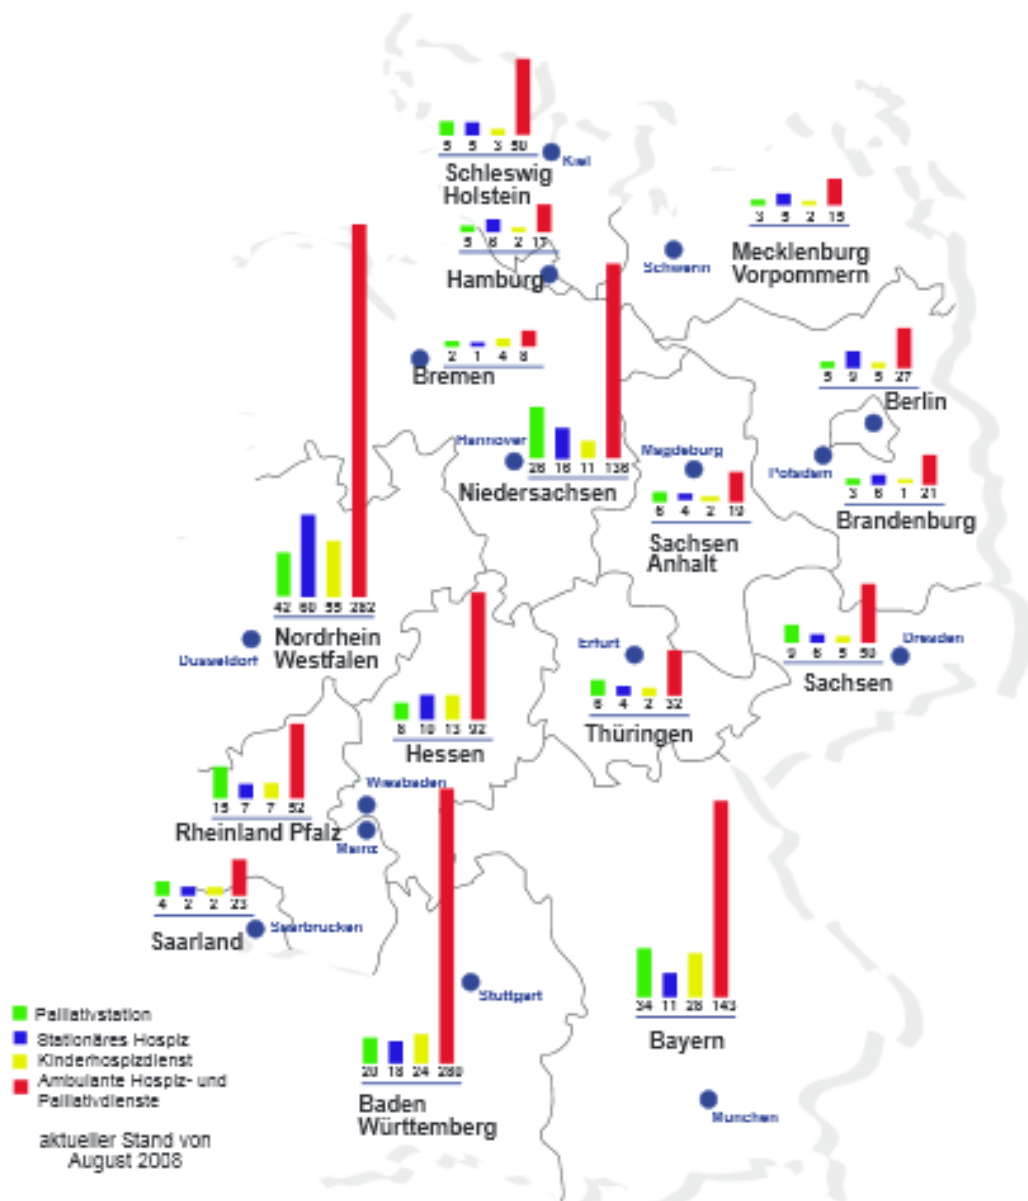 5 5 3 50
Kiel
Schleswig
Holstein
3 5 2 15
Mecklenburg
Vorpommern
5 6 2 17
Hamburg
Schwerin
2 1 4 8
Bremen
5 9 5 27
Berlin
Hannover
26 16 11 136
Niedersachsen
Magdeburg
6 4 2 19
Sachsen
Anhalt
Potsdam
3 6 1 21
Brandenburg
42 60 55 282
Nordrhein
Westfalen
Dusseldorf
Erfurt
6 4 2 32
Thüringen
Dresden
9 6 5 50
Sachsen
8 10 13 92
Hessen
Wiesbaden
15 7 7 52
Rheinland Pfalz
Mainz
4 2 2 23
Saarland
Saarbrucken
Stuttgart
34 11 28 143
Bayern
20 18 24 280
Baden
Württemberg
Munchen
Palliativstation
Stationäres Hospiz
Kinderhospizdienst
Ambulante Hospiz- und
Palliativdienste
aktueller Stand von
August 2008